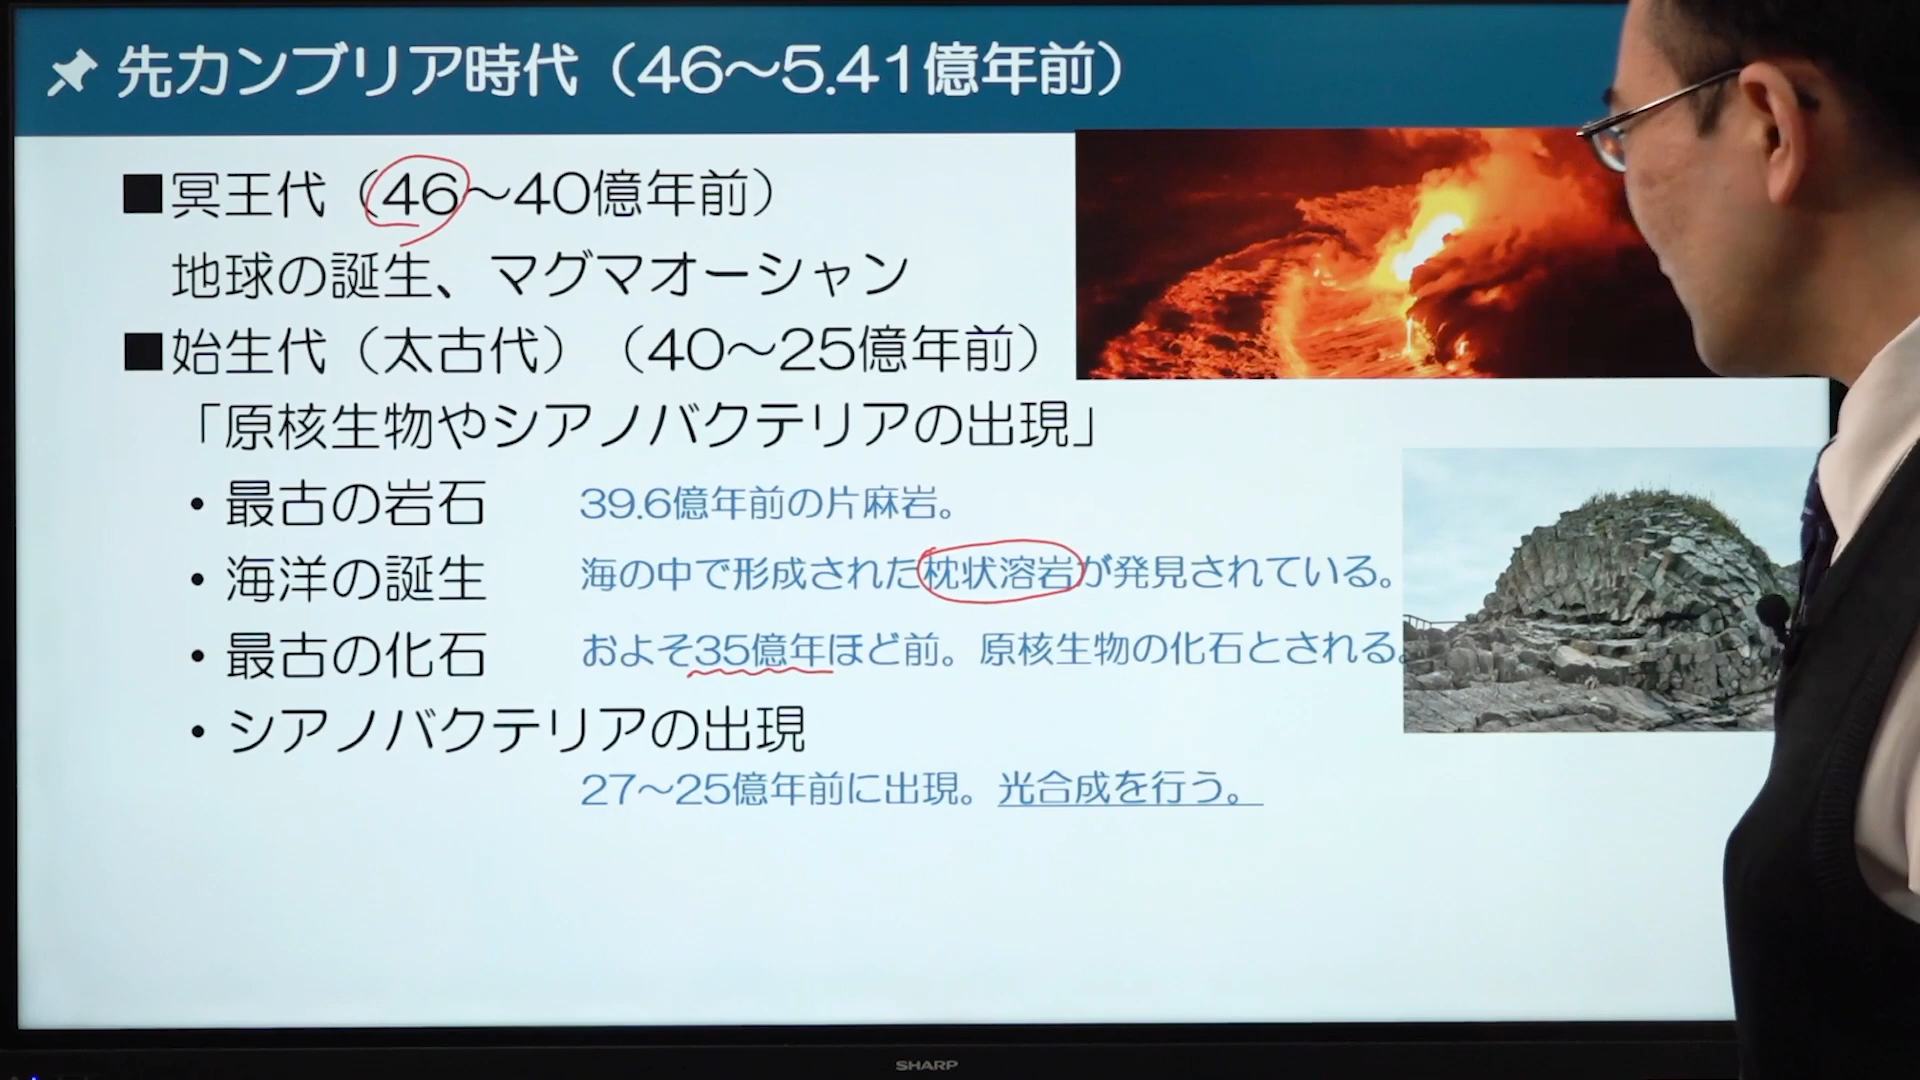 先カンブリア時代（46～5.41億年前）
■冥王代（46～40億年前）
地球の誕生、マグマオーシャン
■始生代（太古代）（40～25億年前）
「原核生物やシアノバクテリアの出現」
・最古の岩石 39.6億年前の片麻岩。
・海洋の誕生 海の中で形成された枕状溶岩が発見されている。
・最古の化石 およそ35億年ほど前。原核生物の化石とされる。
・シアノバクテリアの出現
27～25億年前に出現。光合成を行う。
SHARP